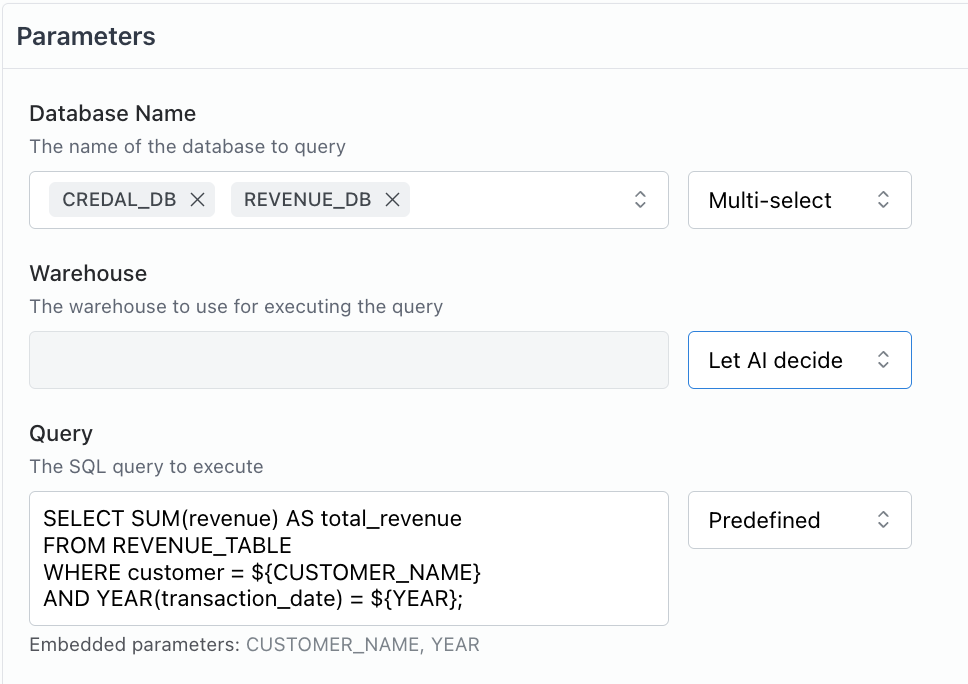 Parameters
Database Name
The name of the database to query
CREDAL_DB REVENUE_DB Multi-select
Warehouse
The warehouse to use for executing the query
Let AI decide
Query
The SQL query to execute
SELECT SUM(revenue) AS total_revenue
FROM REVENUE_TABLE
WHERE customer = ${CUSTOMER_NAME}
AND YEAR(transaction_date) = ${YEAR};
Predefined
Embedded parameters: CUSTOMER_NAME, YEAR